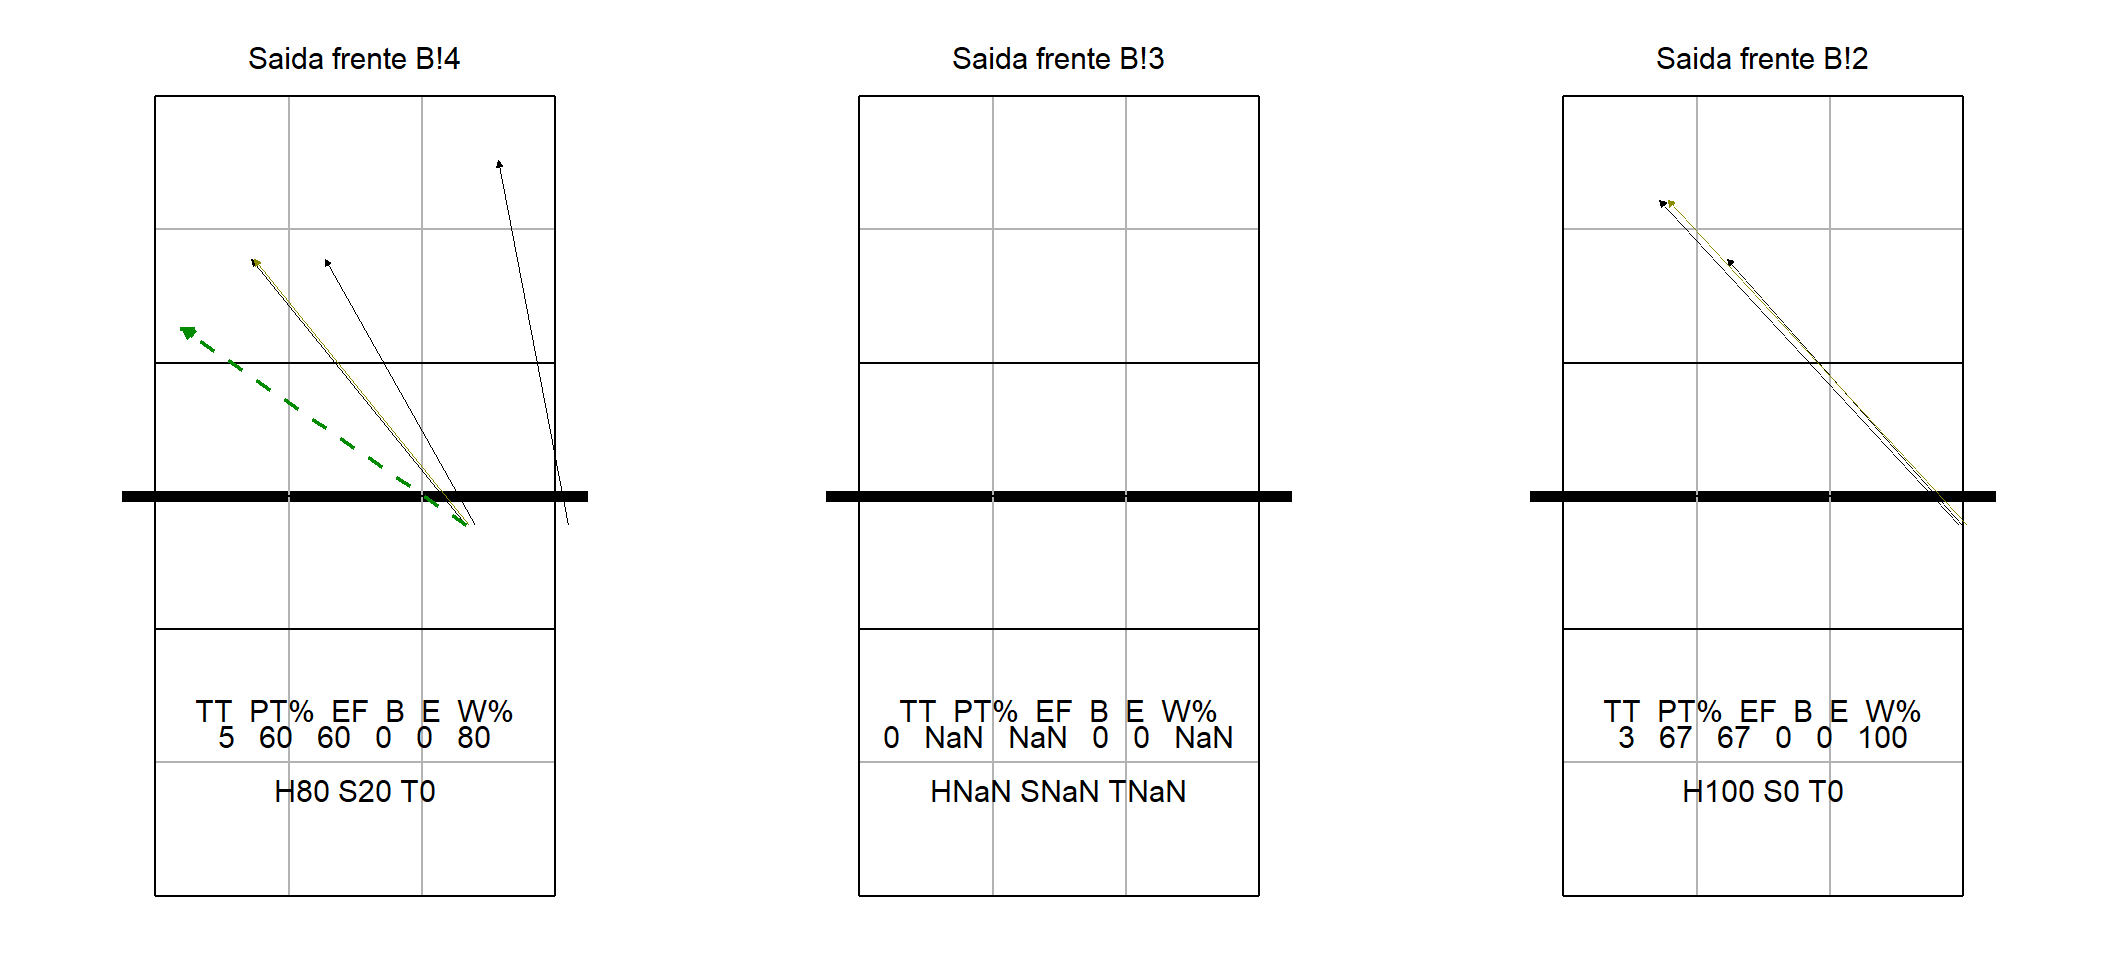 Saida frente B!4
TT PT% EF B E W%
5 60 60 0 0 80
H80 S20 T0
Saida frente B!3
TT PT% EF B E W%
0 NaN NaN 0 0 NaN
HNaN SNaN TNaN
Saida frente B!2
TT PT% EF B E W%
3 67 67 0 0 100
H100 S0 T0